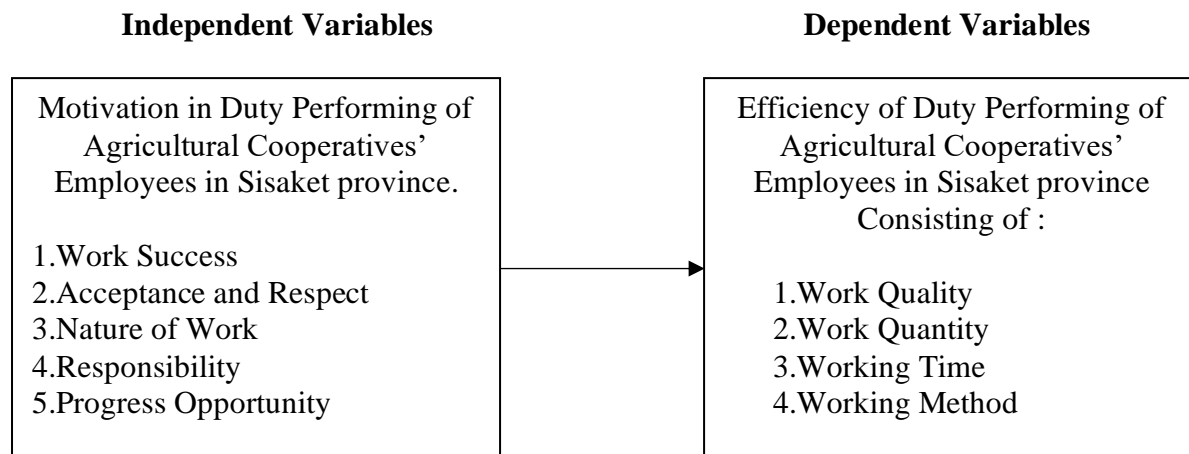 Independent Variables
Dependent Variables
Motivation in Duty Performing of
Agricultural Cooperatives’
Employees in Sisaket province.
1.Work Success
2.Acceptance and Respect
3.Nature of Work
4.Responsibility
5.Progress Opportunity
Efficiency of Duty Performing of
Agricultural Cooperatives’
Employees in Sisaket province
Consisting of :
1.Work Quality
2.Work Quantity
3.Working Time
4.Working Method